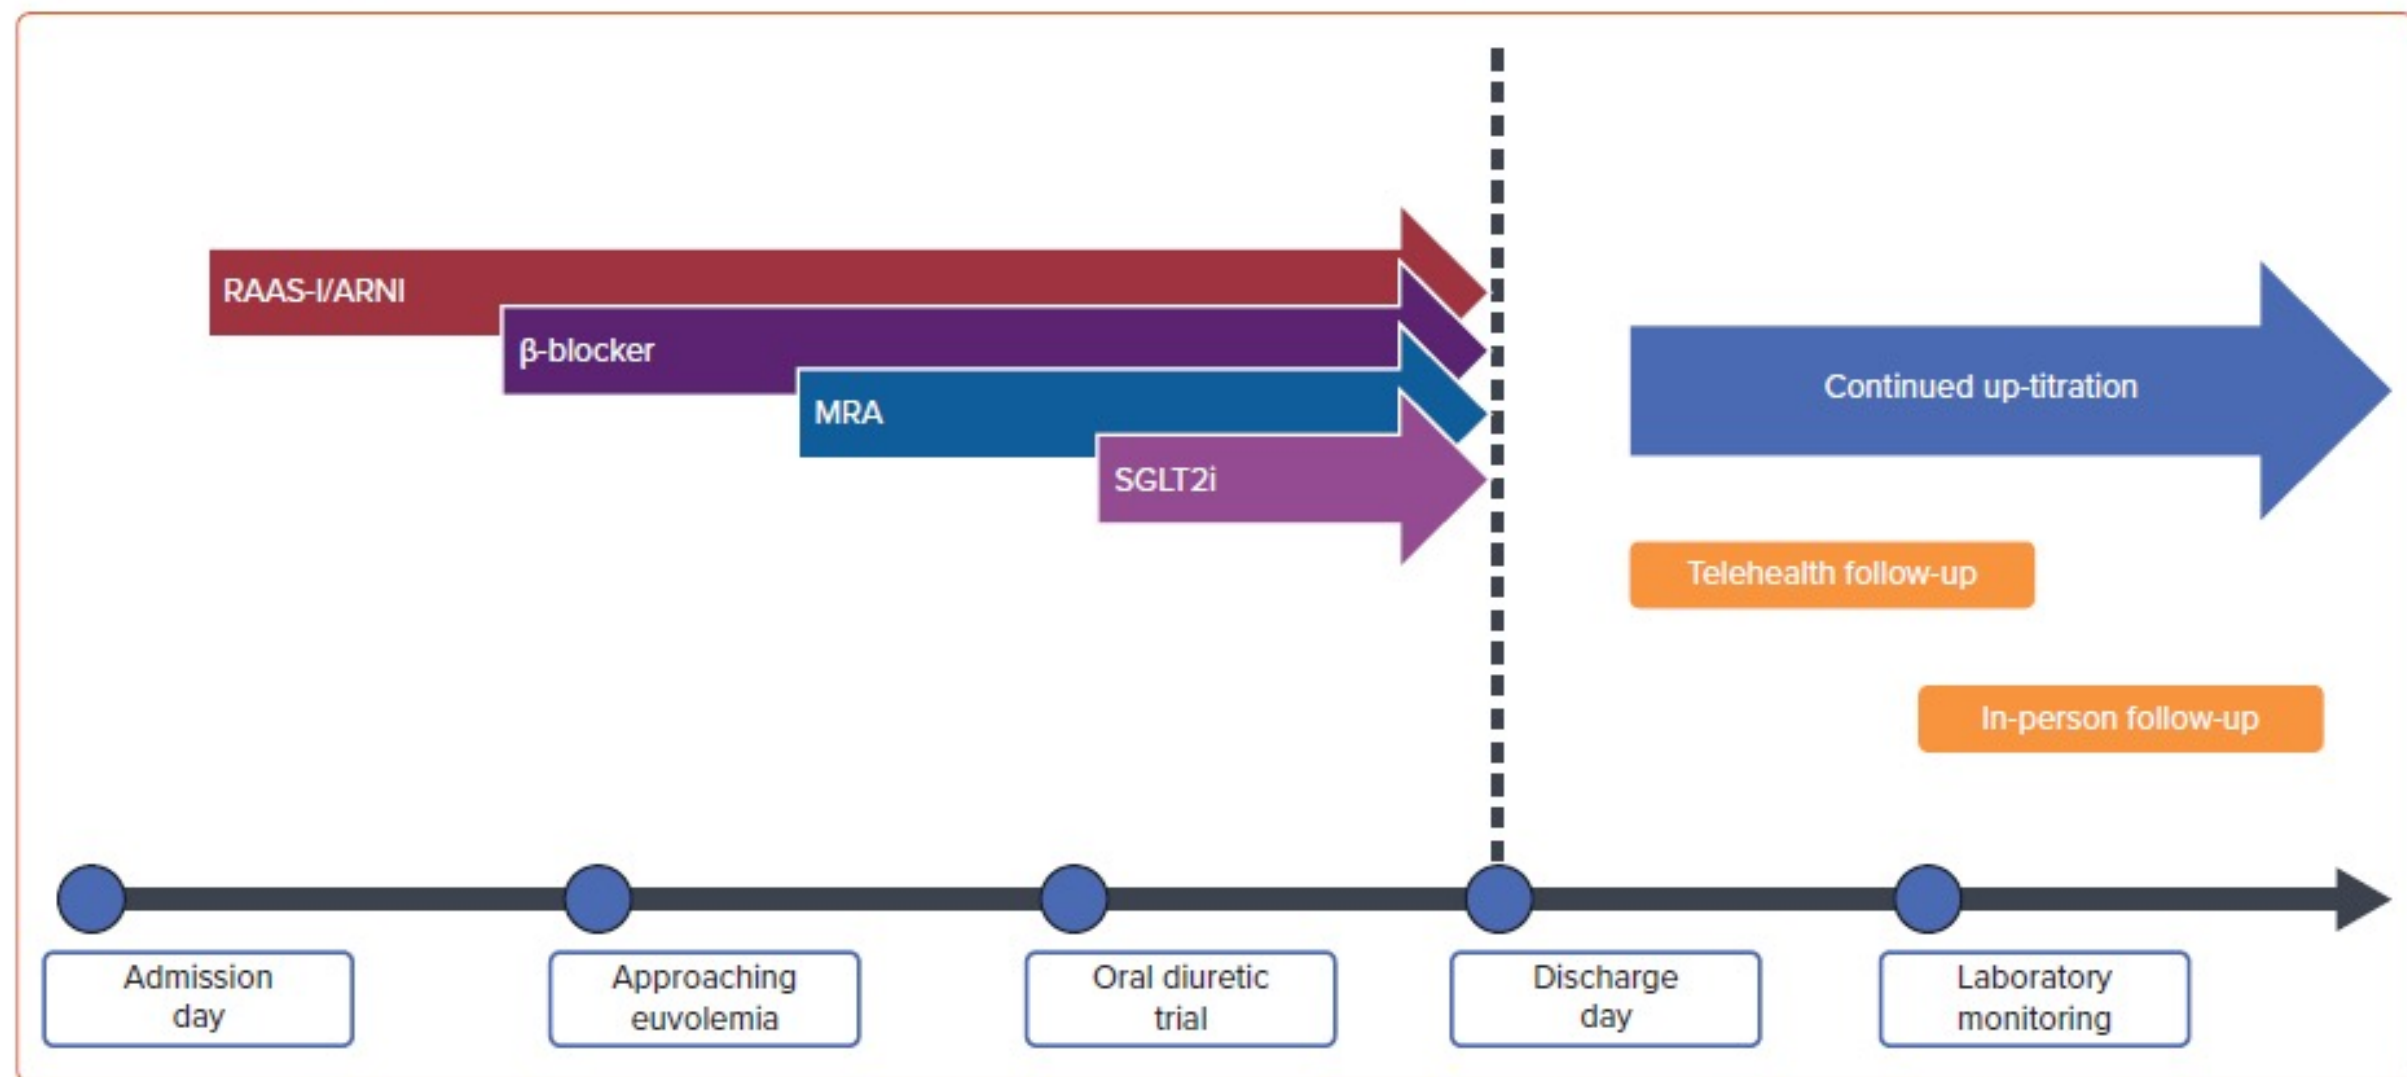 RAAS-I/ARNI
β-blocker
MRA
SGLT2i
Continued up-titration
Telehealth follow-up
In-person follow-up
Admission
day
Approaching
euvolemia
Oral diuretic
trial
Discharge
day
Laboratory
monitoring